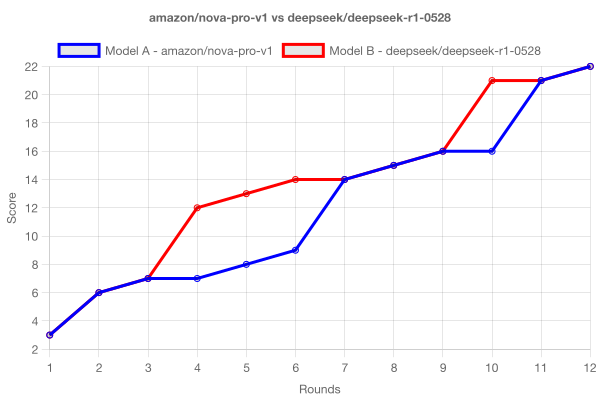 amazon/nova-pro-v1 vs deepseek/deepseek-r1-0528
Model A - amazon/nova-pro-v1 Model B - deepseek/deepseek-r1-0528
22
20
18
16
14
12
10
8
6
4
2
Score
1 2 3 4 5 6 7 8 9 10 11 12
Rounds